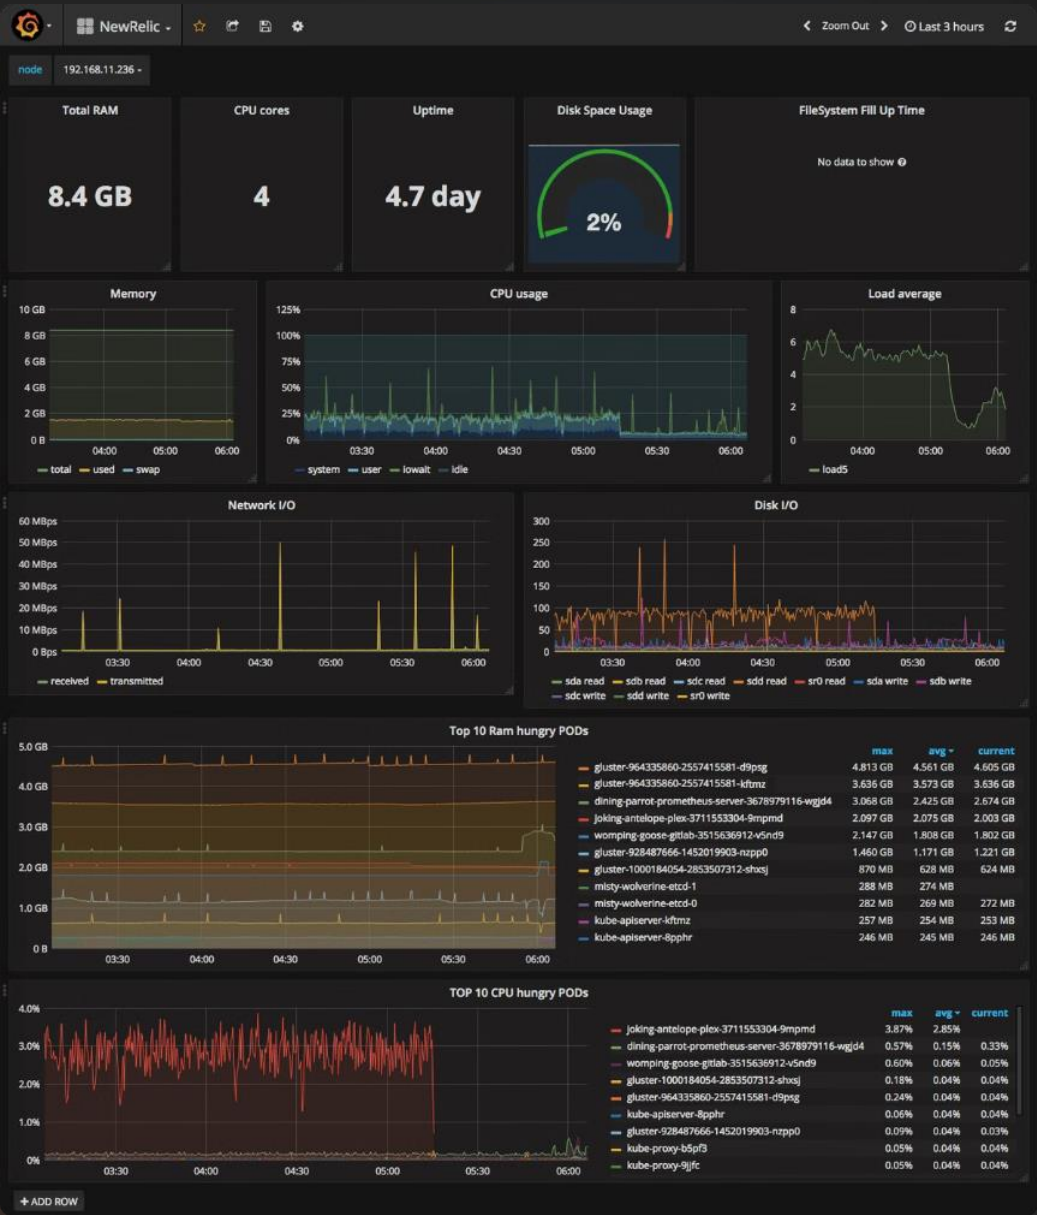 NewRelic
Zoom Out
Last 3 hours
node
192.168.11.236
Total RAM
CPU cores
Uptime
Disk Space Usage
FileSystem Fill Up Time
8.4 GB
4
4.7 day
2%
No data to show
Memory
CPU usage
Load average
10 GB
8 GB
6 GB
4 GB
2 GB
0 B
04:00
05:00
06:00
total used swap
125%
100%
75%
50%
25%
0%
03:30
04:00
04:30
05:00
05:30
06:00
system user iowait idle
8
6
4
2
0
04:00
05:00
06:00
load5
Network I/O
Disk I/O
60 MBps
50 MBps
40 MBps
30 MBps
20 MBps
10 MBps
0 Bps
03:30
04:00
04:30
05:00
05:30
06:00
received transmitted
300
250
200
150
100
50
0
03:30
04:00
04:30
05:00
05:30
06:00
sda read sdb read sdc read sdd read sr0 read sda write sdb write
sdc write sdd write sr0 write
Top 10 Ram hungry PODs
5.0 GB
4.0 GB
3.0 GB
2.0 GB
1.0 GB
0 B
03:30
04:00
04:30
05:00
05:30
06:00
max avg current
gluster-964335860-2557415581-d9psg 4.813 GB 4.561 GB 4.605 GB
gluster-964335860-2557415581-kftmz 3.636 GB 3.573 GB 3.636 GB
dining-parrot-prometheus-server-3678979116-wgjd4 3.068 GB 2.425 GB 2.674 GB
joking-antelope-plex-3711553304-9mpmd 2.097 GB 2.075 GB 2.003 GB
womping-goose-gitlab-3515636912-v5nd9 2.147 GB 1.808 GB 1.802 GB
gluster-928487666-1452019903-nzpp0 1.460 GB 1.171 GB 1.221 GB
gluster-1000184054-2853507312-shxsj 870 MB 628 MB 624 MB
misty-wolverine-etcd-1 288 MB 274 MB
misty-wolverine-etcd-0 282 MB 269 MB 272 MB
kube-apiserver-kftmz 257 MB 254 MB 253 MB
kube-apiserver-8pphr 246 MB 245 MB 246 MB
TOP 10 CPU hungry PODs
4.0%
3.0%
2.0%
1.0%
0%
03:30
04:00
04:30
05:00
05:30
06:00
max avg current
joking-antelope-plex-3711553304-9mpmd 3.87% 2.85%
dining-parrot-prometheus-server-3678979116-wgjd4 0.57% 0.15% 0.33%
womping-goose-gitlab-3515636912-v5nd9 0.60% 0.06% 0.05%
gluster-1000184054-2853507312-shxsj 0.18% 0.04% 0.04%
gluster-964335860-2557415581-d9psg 0.24% 0.04% 0.04%
kube-apiserver-8pphr 0.06% 0.04% 0.04%
gluster-928487666-1452019903-nzpp0 0.09% 0.04% 0.03%
kube-proxy-b5pf3 0.05% 0.04% 0.04%
kube-proxy-9jjfc 0.05% 0.04% 0.04%
+ ADD ROW